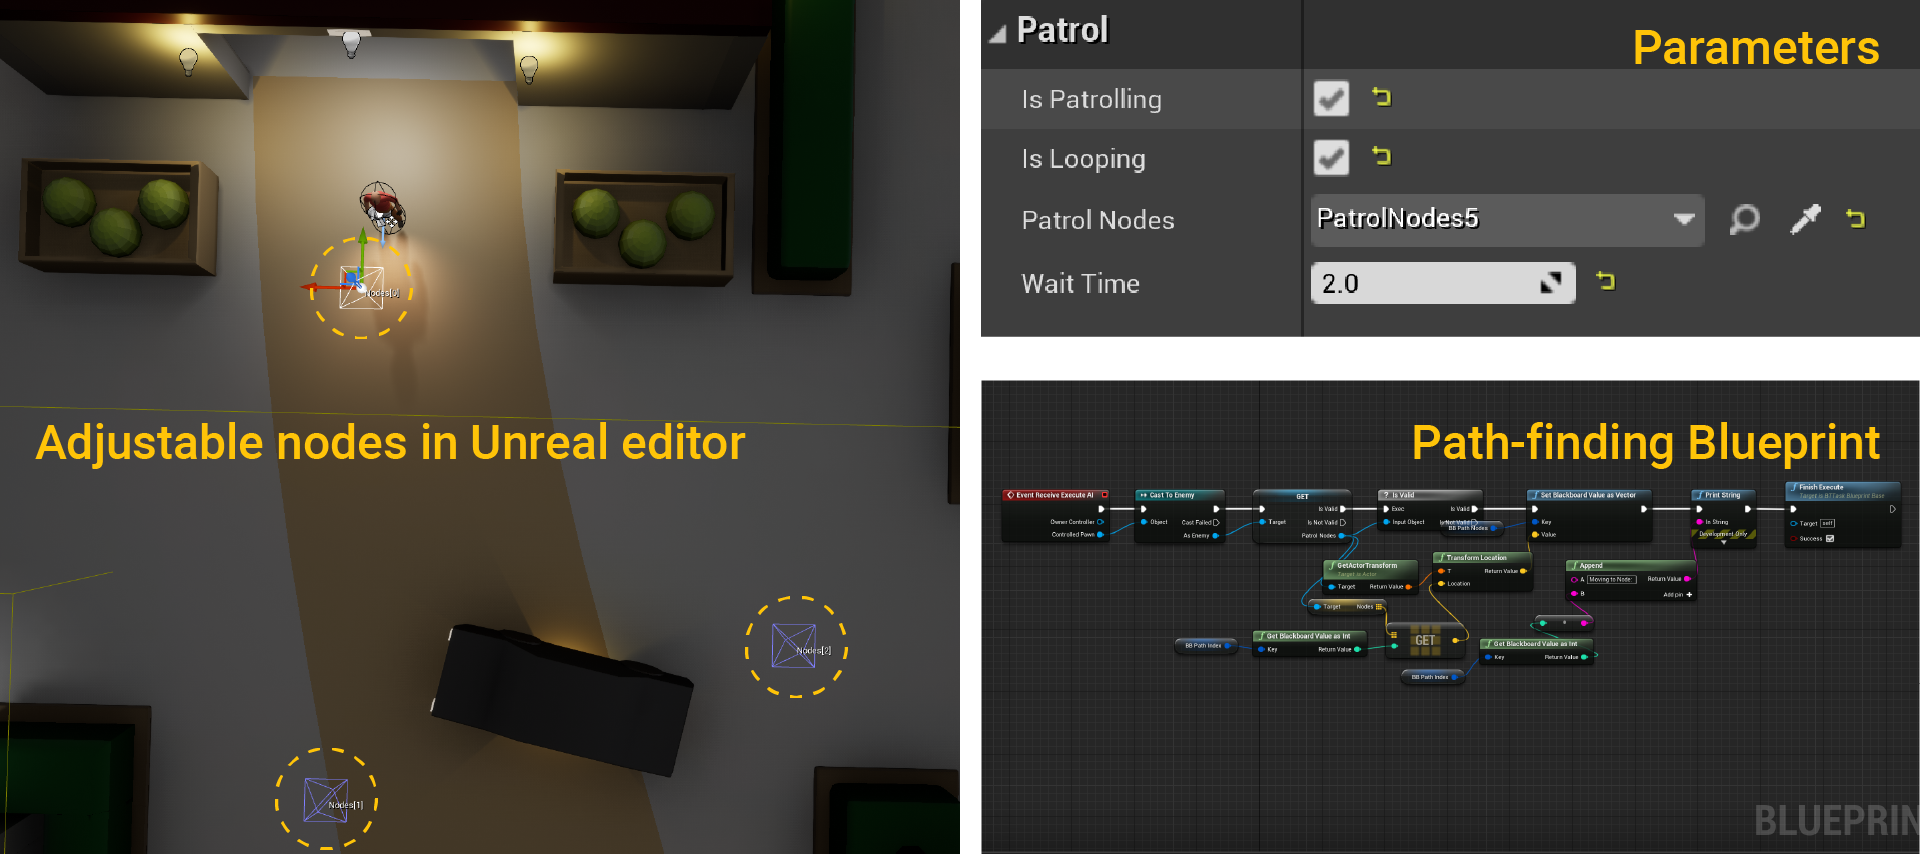 Nodes[0]
Adjustable nodes in Unreal editor
Nodes[2]
Nodes[1]
Patrol
Parameters
Is Patrolling
Is Looping
Patrol Nodes
PatrolNodes5
Wait Time
2.0
Path-finding Blueprint
Event Receive Execute AI
Owner Controller
Controlled Pawn
Cast To Enemy
Object
Cast Failed
As Enemy
GET
Is Valid
Target
Is Not Valid
Patrol Nodes
? Is Valid
Exec
Is Valid
Input Object
Is Not Valid
BB Path Nodes
Set Blackboard Value as Vector
Key
Value
Print String
In String
Development Only
Finish Execute
Target is BTTask Blueprint Base
Target
self
Success
GetActorTransform
Target is Actor
Target
Return Value
Transform Location
T
Return Value
Location
Append
A
Moving to Node:
Return Value
B
Add pin
Target
Nodes
BB Path Index
Get Blackboard Value as Int
Key
Return Value
GET
BB Path Index
Get Blackboard Value as Int
Key
Return Value
BLUEPRIN